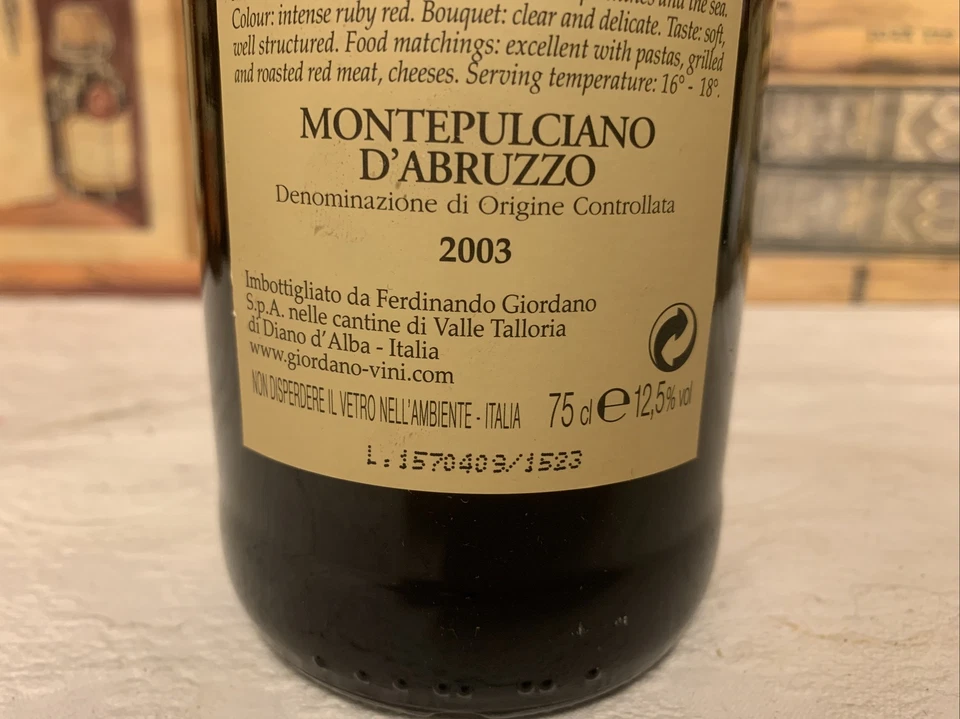 and the sea.
Colour: intense ruby red. Bouquet: clear and delicate. Taste: soft,
well structured. Food matchings: excellent with pastas, grilled
and roasted red meat, cheeses. Serving temperature: 16° - 18°.
MONTEPULCIANO
D'ABRUZZO
Denominazione di Origine Controllata
2003
Imbottigliato da Ferdinando Giordano
S.p.A. nelle cantine di Valle Talloria
di Diano d'Alba - Italia
www.giordano-vini.com
NON DISPERDERE IL VETRO NELL'AMBIENTE - ITALIA 75 cl e 12,5% vol
L:1570409/1523